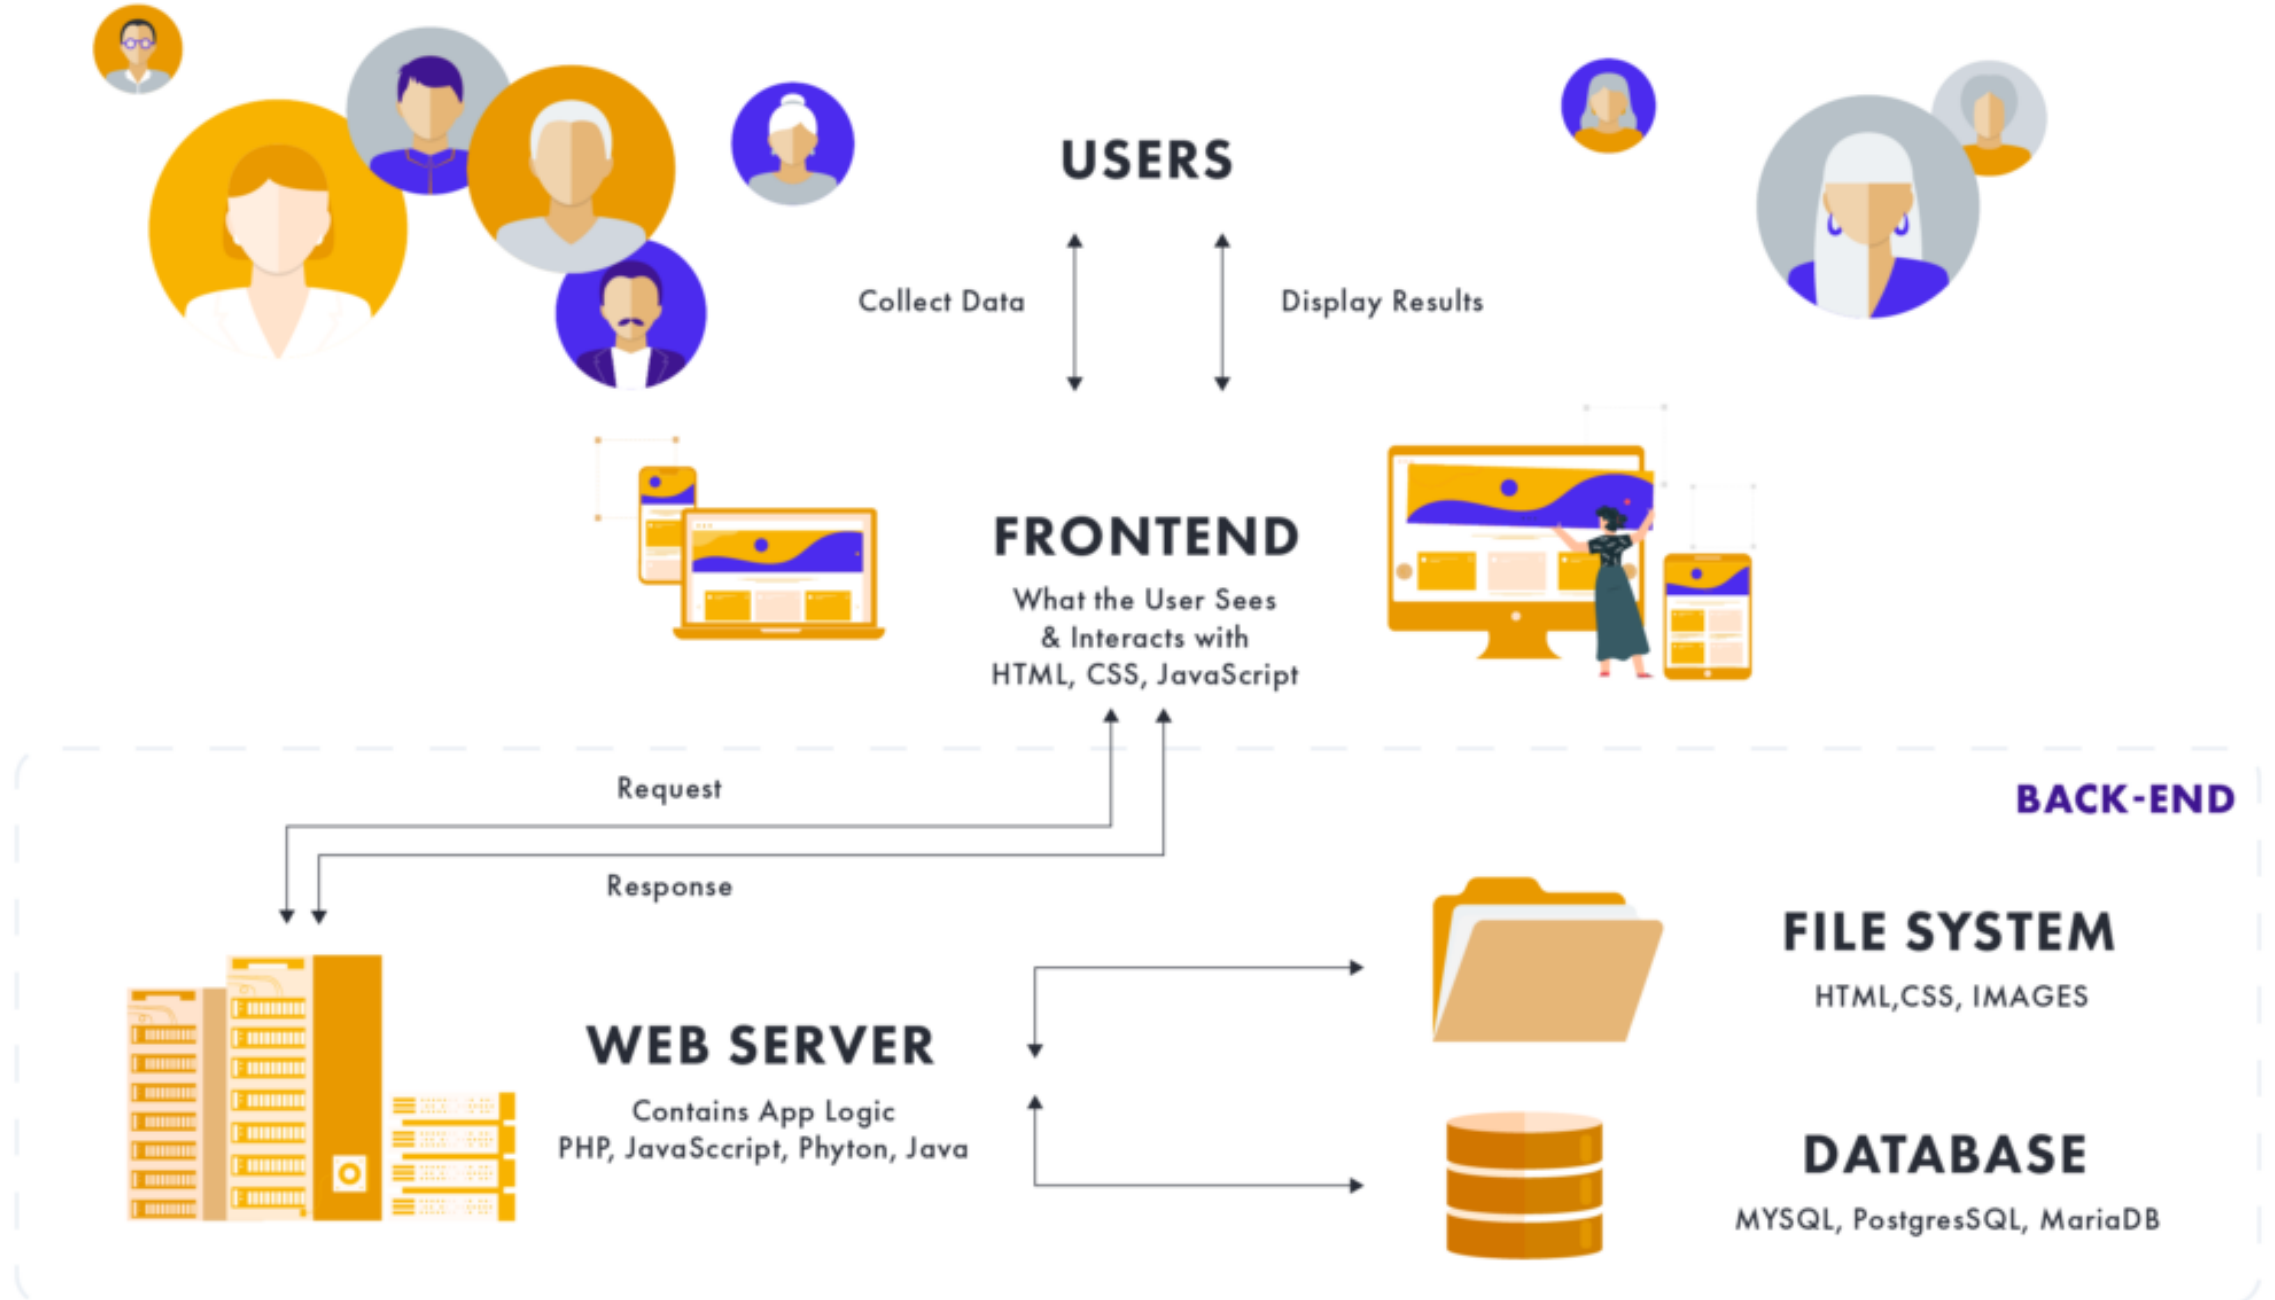 USERS
Collect Data
Display Results
FRONTEND
What the User Sees
& Interacts with
HTML, CSS, JavaScript
Request
BACK-END
Response
FILE SYSTEM
HTML,CSS, IMAGES
WEB SERVER
Contains App Logic
PHP, JavaSccript, Phyton, Java
DATABASE
MYSQL, PostgresSQL, MariaDB